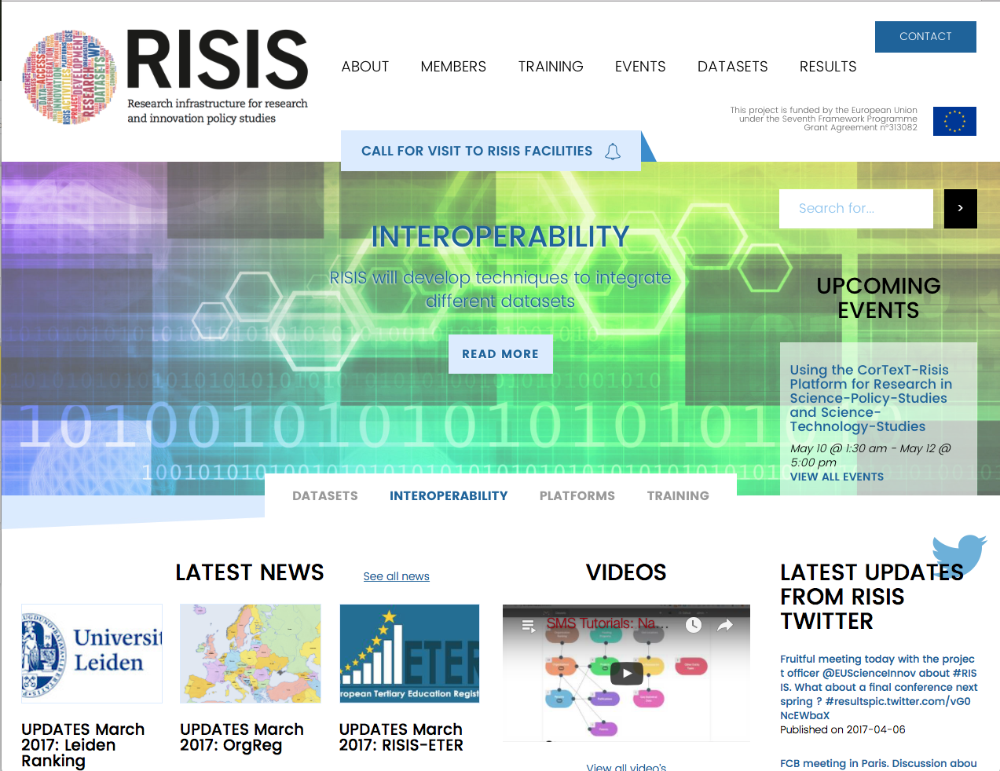 RISIS
Research infrastructure for research
and innovation policy studies
CONTACT
ABOUT
MEMBERS
TRAINING
EVENTS
DATASETS
RESULTS
This project is funded by the European Union
under the Seventh Framework Programme
Grant Agreement nº313082
CALL FOR VISIT TO RISIS FACILITIES
Search for...
>
INTEROPERABILITY
RISIS will develop techniques to integrate
different datasets
READ MORE
UPCOMING
EVENTS
Using the CorTexT-Risis
Platform for Research in
Science-Policy-Studies
and Science-
Technology-Studies
May 10 @ 1:30 am - May 12 @
5:00 pm
VIEW ALL EVENTS
DATASETS
INTEROPERABILITY
PLATFORMS
TRAINING
LATEST NEWS
See all news
Universit
Leiden
ETER
ropean Tertiary Education Regist
UPDATES March
2017: Leiden
Ranking
UPDATES March
2017: OrgReg
UPDATES March
2017: RISIS-ETER
VIDEOS
SMS Tutorials: Na...
View all video's
LATEST UPDATES
FROM RISIS
TWITTER
Fruitful meeting today with the projec
t officer @EUScienceInnov about #RIS
IS. What about a final conference next
spring ? #resultspic.twitter.com/vG0
NcEWbaX
Published on 2017-04-06
FCB meeting in Paris. Discussion abou